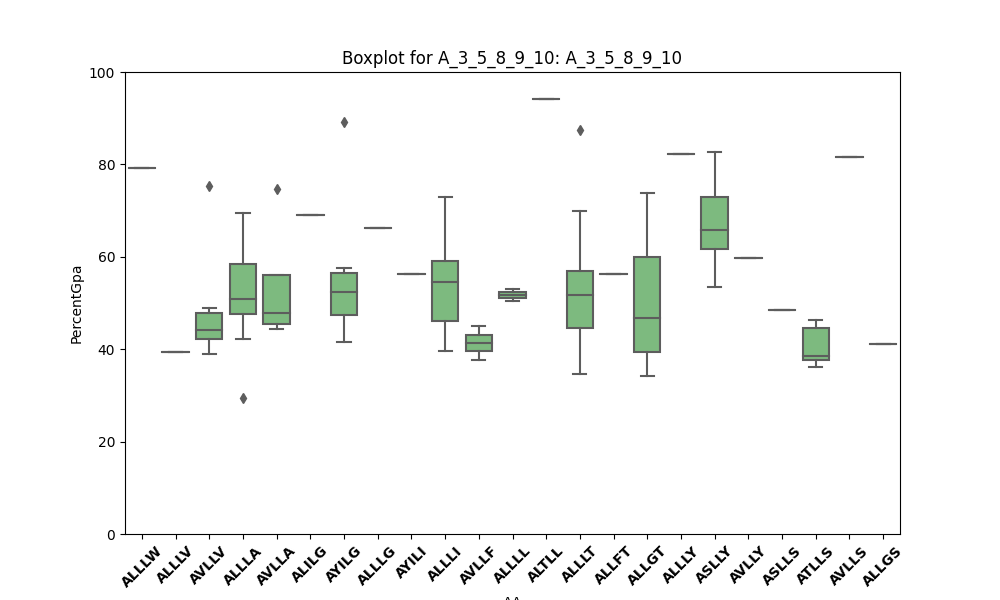 Boxplot for A_3_5_8_9_10: A_3_5_8_9_10
100
80
60
40
20
0
PercentGpa
ALLLW ALLLV AVLLV ALLLA AVLLA ALILG AYILG ALLLG AYILI ALLLI AVLLF ALLLL ALTLL ALLLT ALLFT ALLGT ALLLY ASLLY AVLLY ASLLS ATLLS AVLLS ALLGS